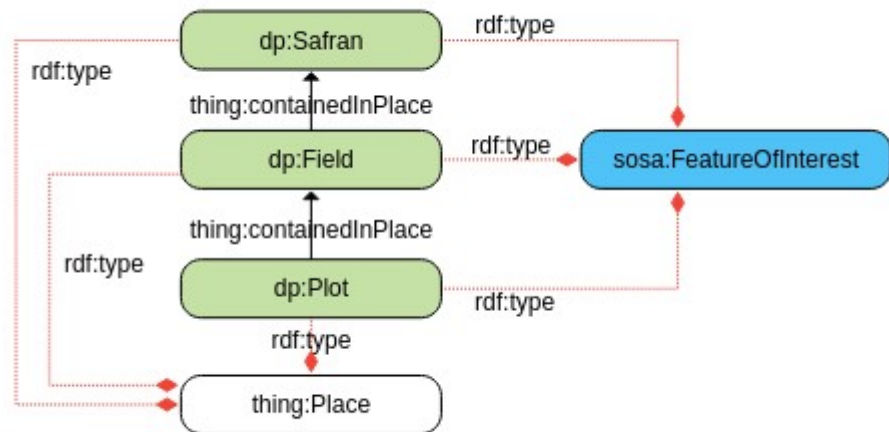 dp:Safran
rdf:type
rdf:type
thing:containedInPlace
dp:Field
rdf:type
sosa:FeatureOfInterest
thing:containedInPlace
rdf:type
dp:Plot
rdf:type
rdf:type
thing:Place